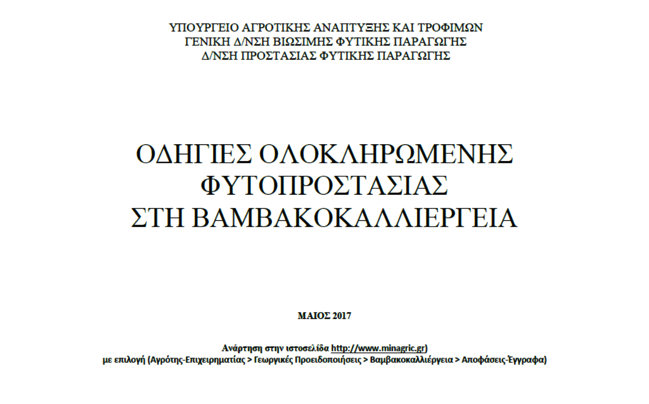 ΥΠΟΥΡΓΕΙΟ ΑΓΡΟΤΙΚΗΣ ΑΝΑΠΤΥΞΗΣ ΚΑΙ ΤΡΟΦΙΜΩΝ
ΓΕΝΙΚΗ Δ/ΝΣΗ ΒΙΩΣΙΜΗΣ ΦΥΤΙΚΗΣ ΠΑΡΑΓΩΓΗΣ
Δ/ΝΣΗ ΠΡΟΣΤΑΣΙΑΣ ΦΥΤΙΚΗΣ ΠΑΡΑΓΩΓΗΣ
ΟΔΗΓΙΕΣ ΟΛΟΚΛΗΡΩΜΕΝΗΣ
ΦΥΤΟΠΡΟΣΤΑΣΙΑΣ
ΣΤΗ ΒΑΜΒΑΚΟΚΑΛΛΙΕΡΓΕΙΑ
ΜΑΙΟΣ 2017
Ανάρτηση στην ιστοσελίδα http://www.minagric.gr)
με επιλογή (Αγρότης-Επιχειρηματίας > Γεωργικές Προειδοποιήσεις > Βαμβακοκαλλιέργεια > Αποφάσεις-Έγγραφα)